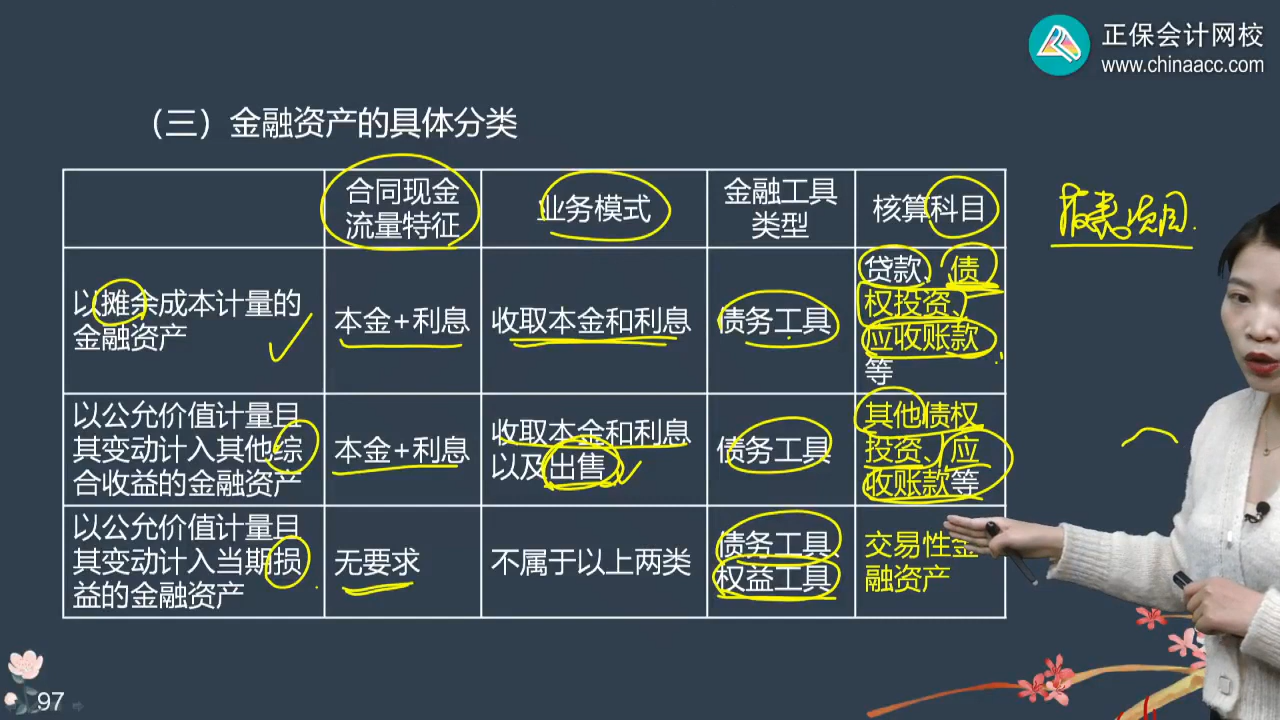 正保会计网校
www.chinaacc.com
（三）金融资产的具体分类
合同现金
流量特征
业务模式
金融工具
类型
核算科目
报表项目
以摊余成本计量的
金融资产
本金+利息
收取本金和利息
债务工具
贷款、债
权投资、
应收账款
等
以公允价值计量且
其变动计入其他综
合收益的金融资产
本金+利息
收取本金和利息
以及出售
债务工具
其他债权
投资、应
收账款等
以公允价值计量且
其变动计入当期损
益的金融资产
无要求
不属于以上两类
债务工具、
权益工具
交易性金
融资产
97